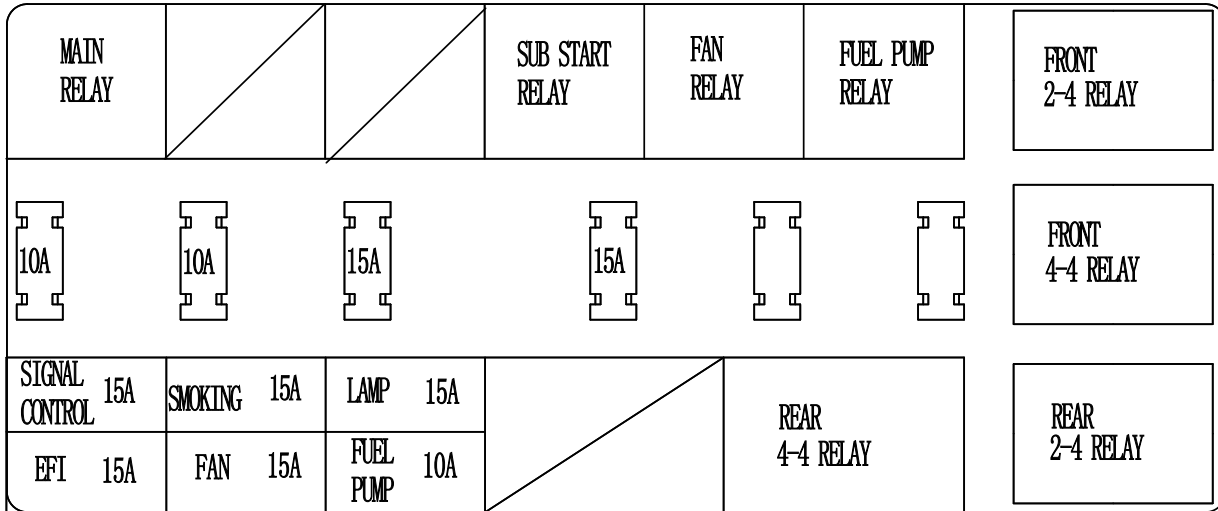 MAIN
RELAY
SUB START
RELAY
FAN
RELAY
FUEL PUMP
RELAY
FRONT
2-4 RELAY
10A
10A
15A
15A
FRONT
4-4 RELAY
SIGNAL
CONTROL
15A
SMOKING
15A
LAMP
15A
EFI
15A
FAN
15A
FUEL
PUMP
10A
REAR
4-4 RELAY
REAR
2-4 RELAY